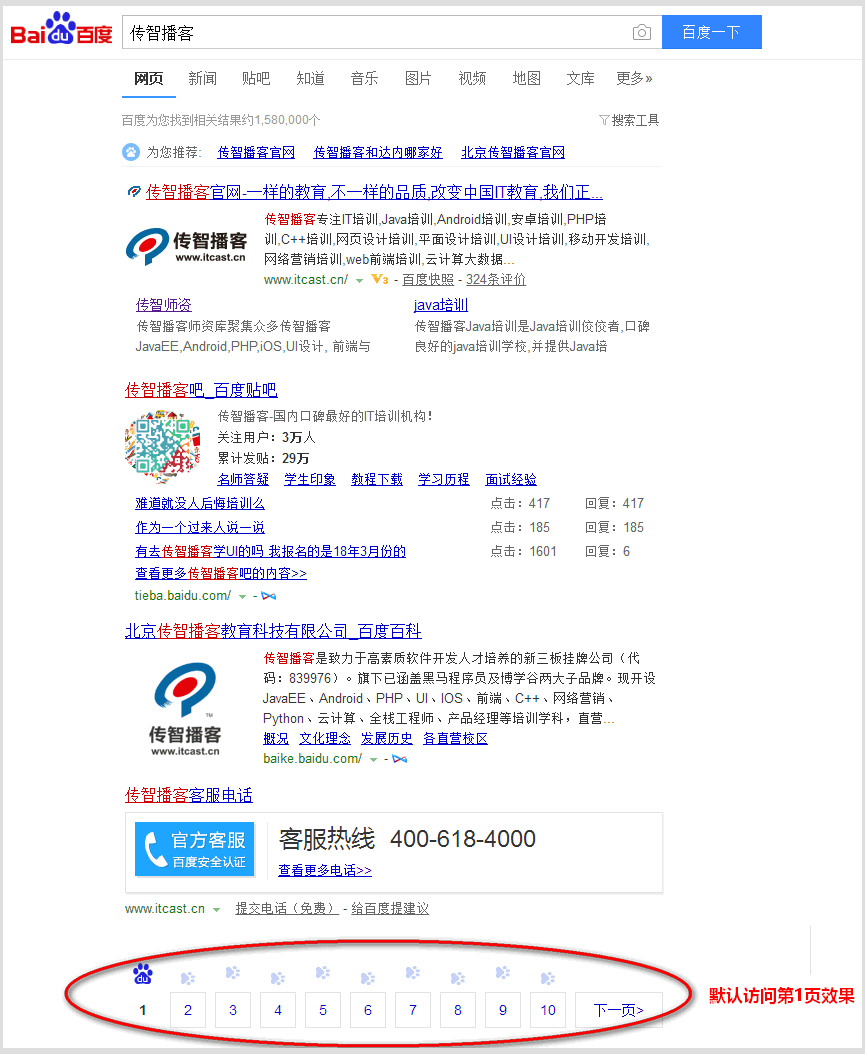 Bai du 百度 传智播客 百度一下
网页 新闻 贴吧 知道 音乐 图片 视频 地图 文库 更多»
百度为您找到相关结果约1,580,000个 搜索工具
为您推荐: 传智播客官网 传智播客和达内哪家好 北京传智播客官网
传智播客官网-一样的教育,不一样的品质,改变中国IT教育,我们正...
传智播客
www.itcast.cn
传智播客专注IT培训,Java培训,Android培训,安卓培训,PHP培
训,C++培训,网页设计培训,平面设计培训,UI设计培训,移动开发培训,
网络营销培训,web前端培训,云计算大数据...
www.itcast.cn/ V3 - 百度快照 - 324条评价
传智师资 java培训
传智播客师资库聚集众多传智播客 传智播客Java培训是Java培训佼佼者,口碑
JavaEE,Android,PHP,iOS,UI设计, 前端与 良好的java培训学校,并提供Java培
传智播客吧_百度贴吧
传智播客-国内口碑最好的IT培训机构!
关注用户：3万人
累计发贴：29万
名师答疑 学生印象 教程下载 学习历程 面试经验
难道就没人后悔培训么 点击：417 回复：417
作为一个过来人说一说 点击：185 回复：185
有去传智播客学UI的吗 我报名的是18年3月份的 点击：1601 回复：6
查看更多传智播客吧的内容>>
tieba.baidu.com/ -
北京传智播客教育科技有限公司_百度百科
传智播客
www.itcast.cn
TM
传智播客是致力于高素质软件开发人才培养的新三板挂牌公司（代
码：839976）。旗下已涵盖黑马程序员及博学谷两大子品牌。现开设
JavaEE、Android、PHP、UI、IOS、前端、C++、网络营销、
Python、云计算、全栈工程师、产品经理等培训学科，直营...
概况 文化理念 发展历史 各直营校区
baike.baidu.com/ -
传智播客客服电话
官方客服
百度安全认证
客服热线 400-618-4000
查看更多电话>>
www.itcast.cn 提交电话（免费） - 给百度提建议
du
1 2 3 4 5 6 7 8 9 10 下一页>
默认访问第1页效果